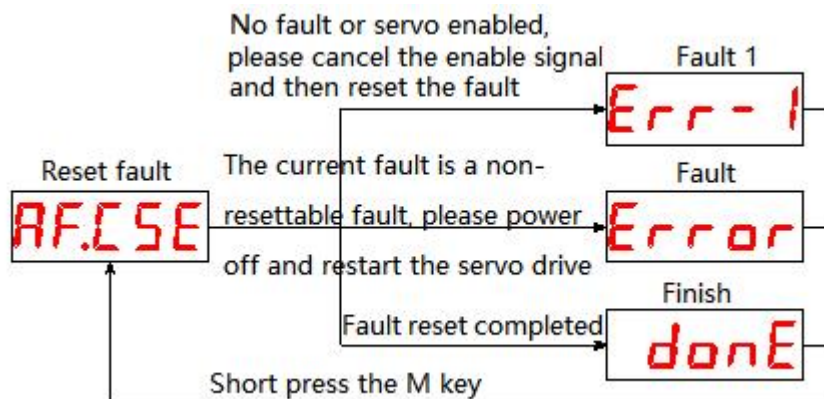 No fault or servo enabled,
please cancel the enable signal
and then reset the fault
Fault 1
Err-1
Reset fault
AF.CSE
The current fault is a non-
resettable fault, please power
off and restart the servo drive
Fault
Error
Finish
Fault reset completed
donE
Short press the M key